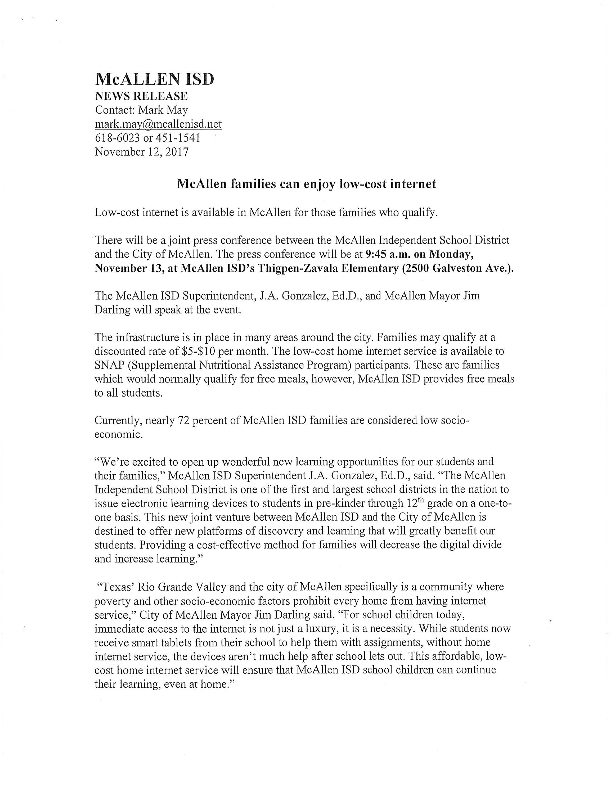 McALLEN ISD
NEWS RELEASE
Contact: Mark May
mark.may@mcallenisd.net
618-6023 or 451-1541
November 12, 2017
McAllen families can enjoy low-cost internet
Low-cost internet is available in McAllen for those families who qualify.
There will be a joint press conference between the McAllen Independent School District
and the City of McAllen. The press conference will be at 9:45 a.m. on Monday,
November 13, at McAllen ISD's Thigpen-Zavala Elementary (2500 Galveston Ave.).
The McAllen ISD Superintendent, J.A. Gonzalez, Ed.D., and McAllen Mayor Jim
Darling will speak at the event.
The infrastructure is in place in many areas around the city. Families may qualify at a
discounted rate of $5-$10 per month. The low-cost home internet service is available to
SNAP (Supplemental Nutritional Assistance Program) participants. These are families
which would normally qualify for free meals, however, McAllen ISD provides free meals
to all students.
Currently, nearly 72 percent of McAllen ISD families are considered low socio-
economic.
"We're excited to open up wonderful new learning opportunities for our students and
their families," McAllen ISD Superintendent J.A. Gonzalez, Ed.D., said. "The McAllen
Independent School District is one of the first and largest school districts in the nation to
issue electronic learning devices to students in pre-kinder through 12th grade on a one-to-
one basis. This new joint venture between McAllen ISD and the City of McAllen is
destined to offer new platforms of discovery and learning that will greatly benefit our
students. Providing a cost-effective method for families will decrease the digital divide
and increase learning."
"Texas' Rio Grande Valley and the city of McAllen specifically is a community where
poverty and other socio-economic factors prohibit every home from having internet
service," City of McAllen Mayor Jim Darling said. "For school children today,
immediate access to the internet is not just a luxury, it is a necessity. While students now
receive smart tablets from their school to help them with assignments, without home
internet service, the devices aren't much help after school lets out. This affordable, low-
cost home internet service will ensure that McAllen ISD school children can continue
their learning, even at home."